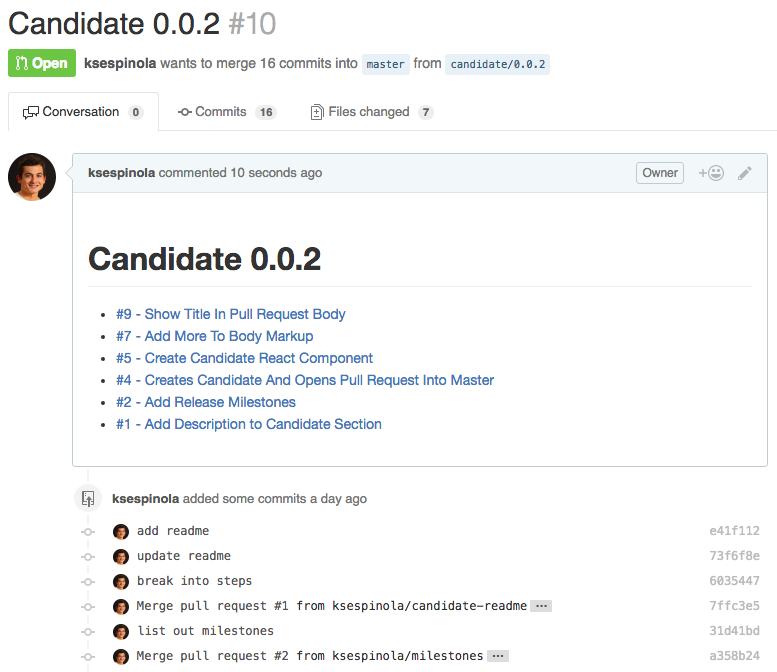 Candidate 0.0.2 #10
Open ksespinola wants to merge 16 commits into master from candidate/0.0.2
Conversation 0 Commits 16 Files changed 7
ksespinola commented 10 seconds ago Owner +
Candidate 0.0.2
#9 - Show Title In Pull Request Body
#7 - Add More To Body Markup
#5 - Create Candidate React Component
#4 - Creates Candidate And Opens Pull Request Into Master
#2 - Add Release Milestones
#1 - Add Description to Candidate Section
ksespinola added some commits a day ago
add readme e41f112
update readme 73f6f8e
break into steps 6035447
Merge pull request #1 from ksespinola/candidate-readme ... 7ffc3e5
list out milestones 31d41bd
Merge pull request #2 from ksespinola/milestones ... a358b24